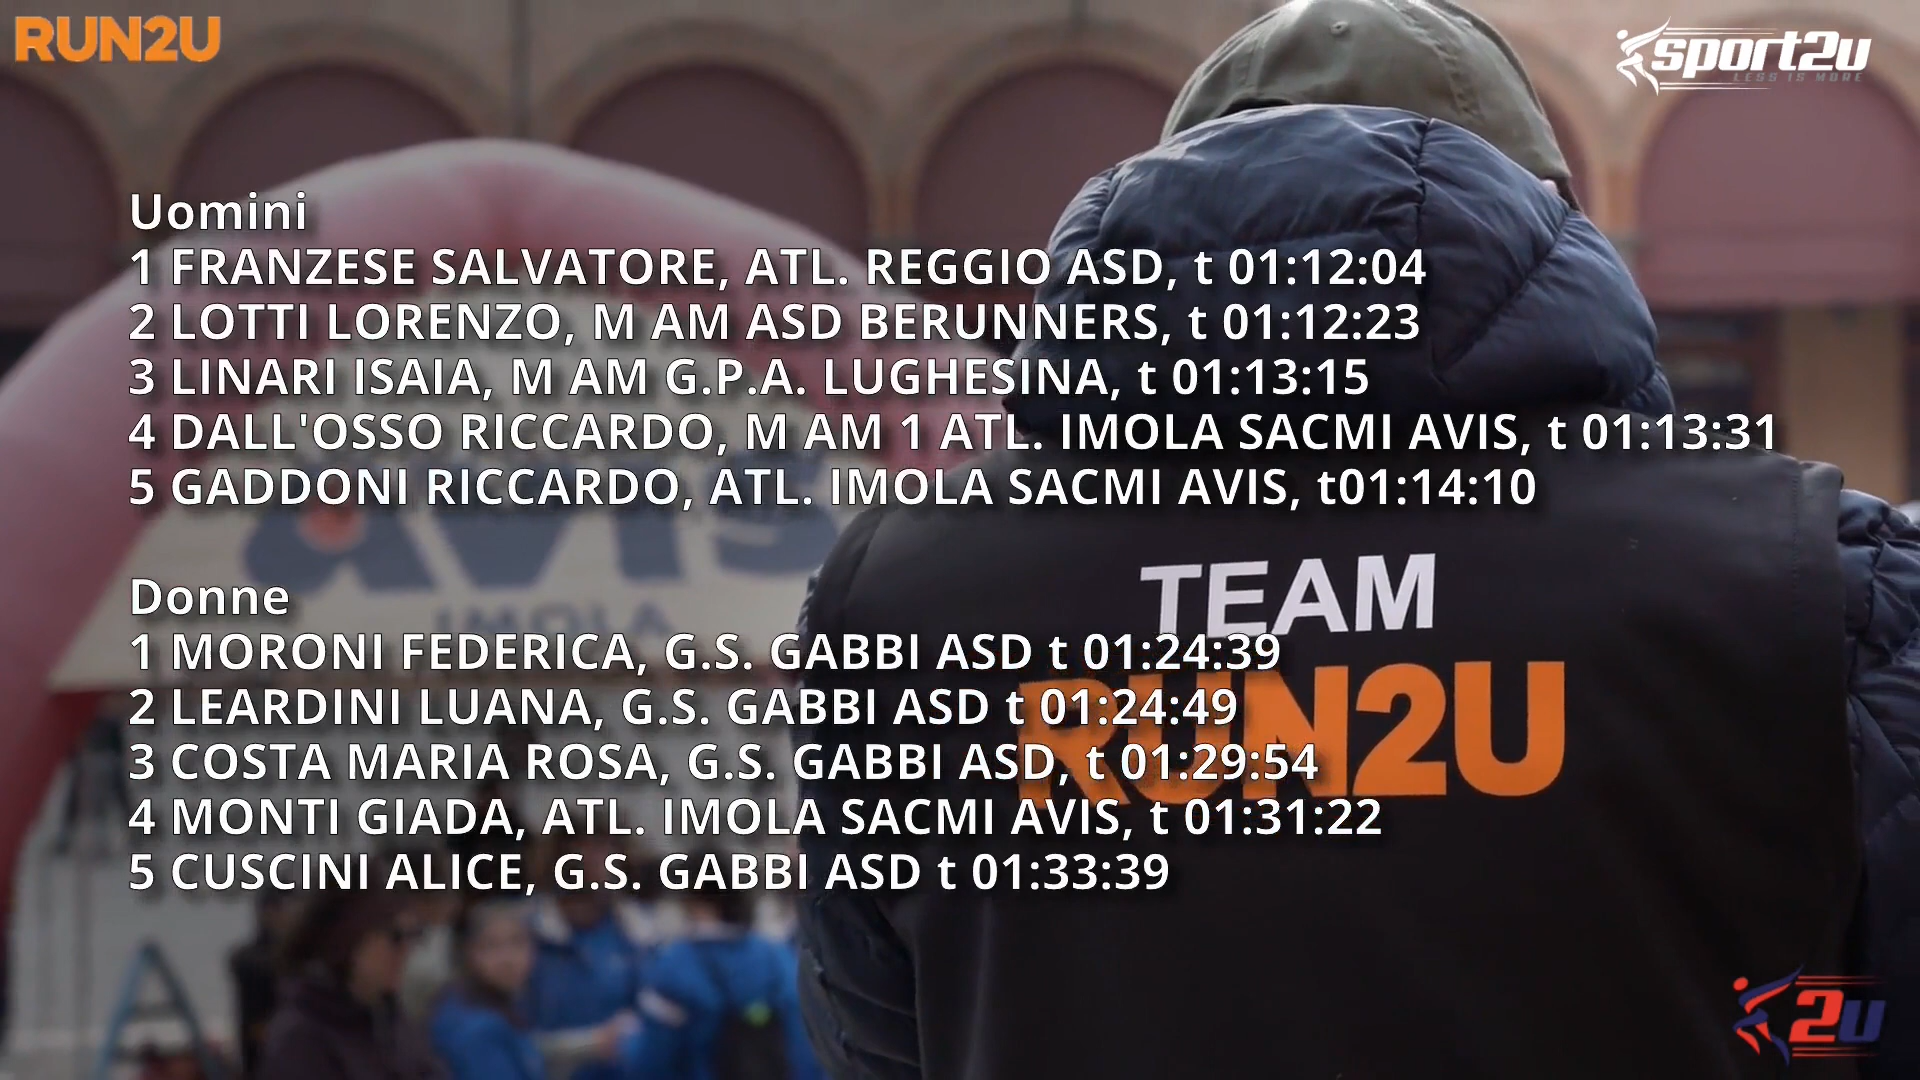 RUN2U
sport2u
LESS IS MORE
Uomini
1 FRANZESE SALVATORE, ATL. REGGIO ASD, t 01:12:04
2 LOTTI LORENZO, M AM ASD BERUNNERS, t 01:12:23
3 LINARI ISAIA, M AM G.P.A. LUGHESINA, t 01:13:15
4 DALL'OSSO RICCARDO, M AM 1 ATL. IMOLA SACMI AVIS, t 01:13:31
5 GADDONI RICCARDO, ATL. IMOLA SACMI AVIS, t01:14:10
AVIS
IMOLA
TEAM
RUN2U
Donne
1 MORONI FEDERICA, G.S. GABBI ASD t 01:24:39
2 LEARDINI LUANA, G.S. GABBI ASD t 01:24:49
3 COSTA MARIA ROSA, G.S. GABBI ASD, t 01:29:54
4 MONTI GIADA, ATL. IMOLA SACMI AVIS, t 01:31:22
5 CUSCINI ALICE, G.S. GABBI ASD t 01:33:39
2u